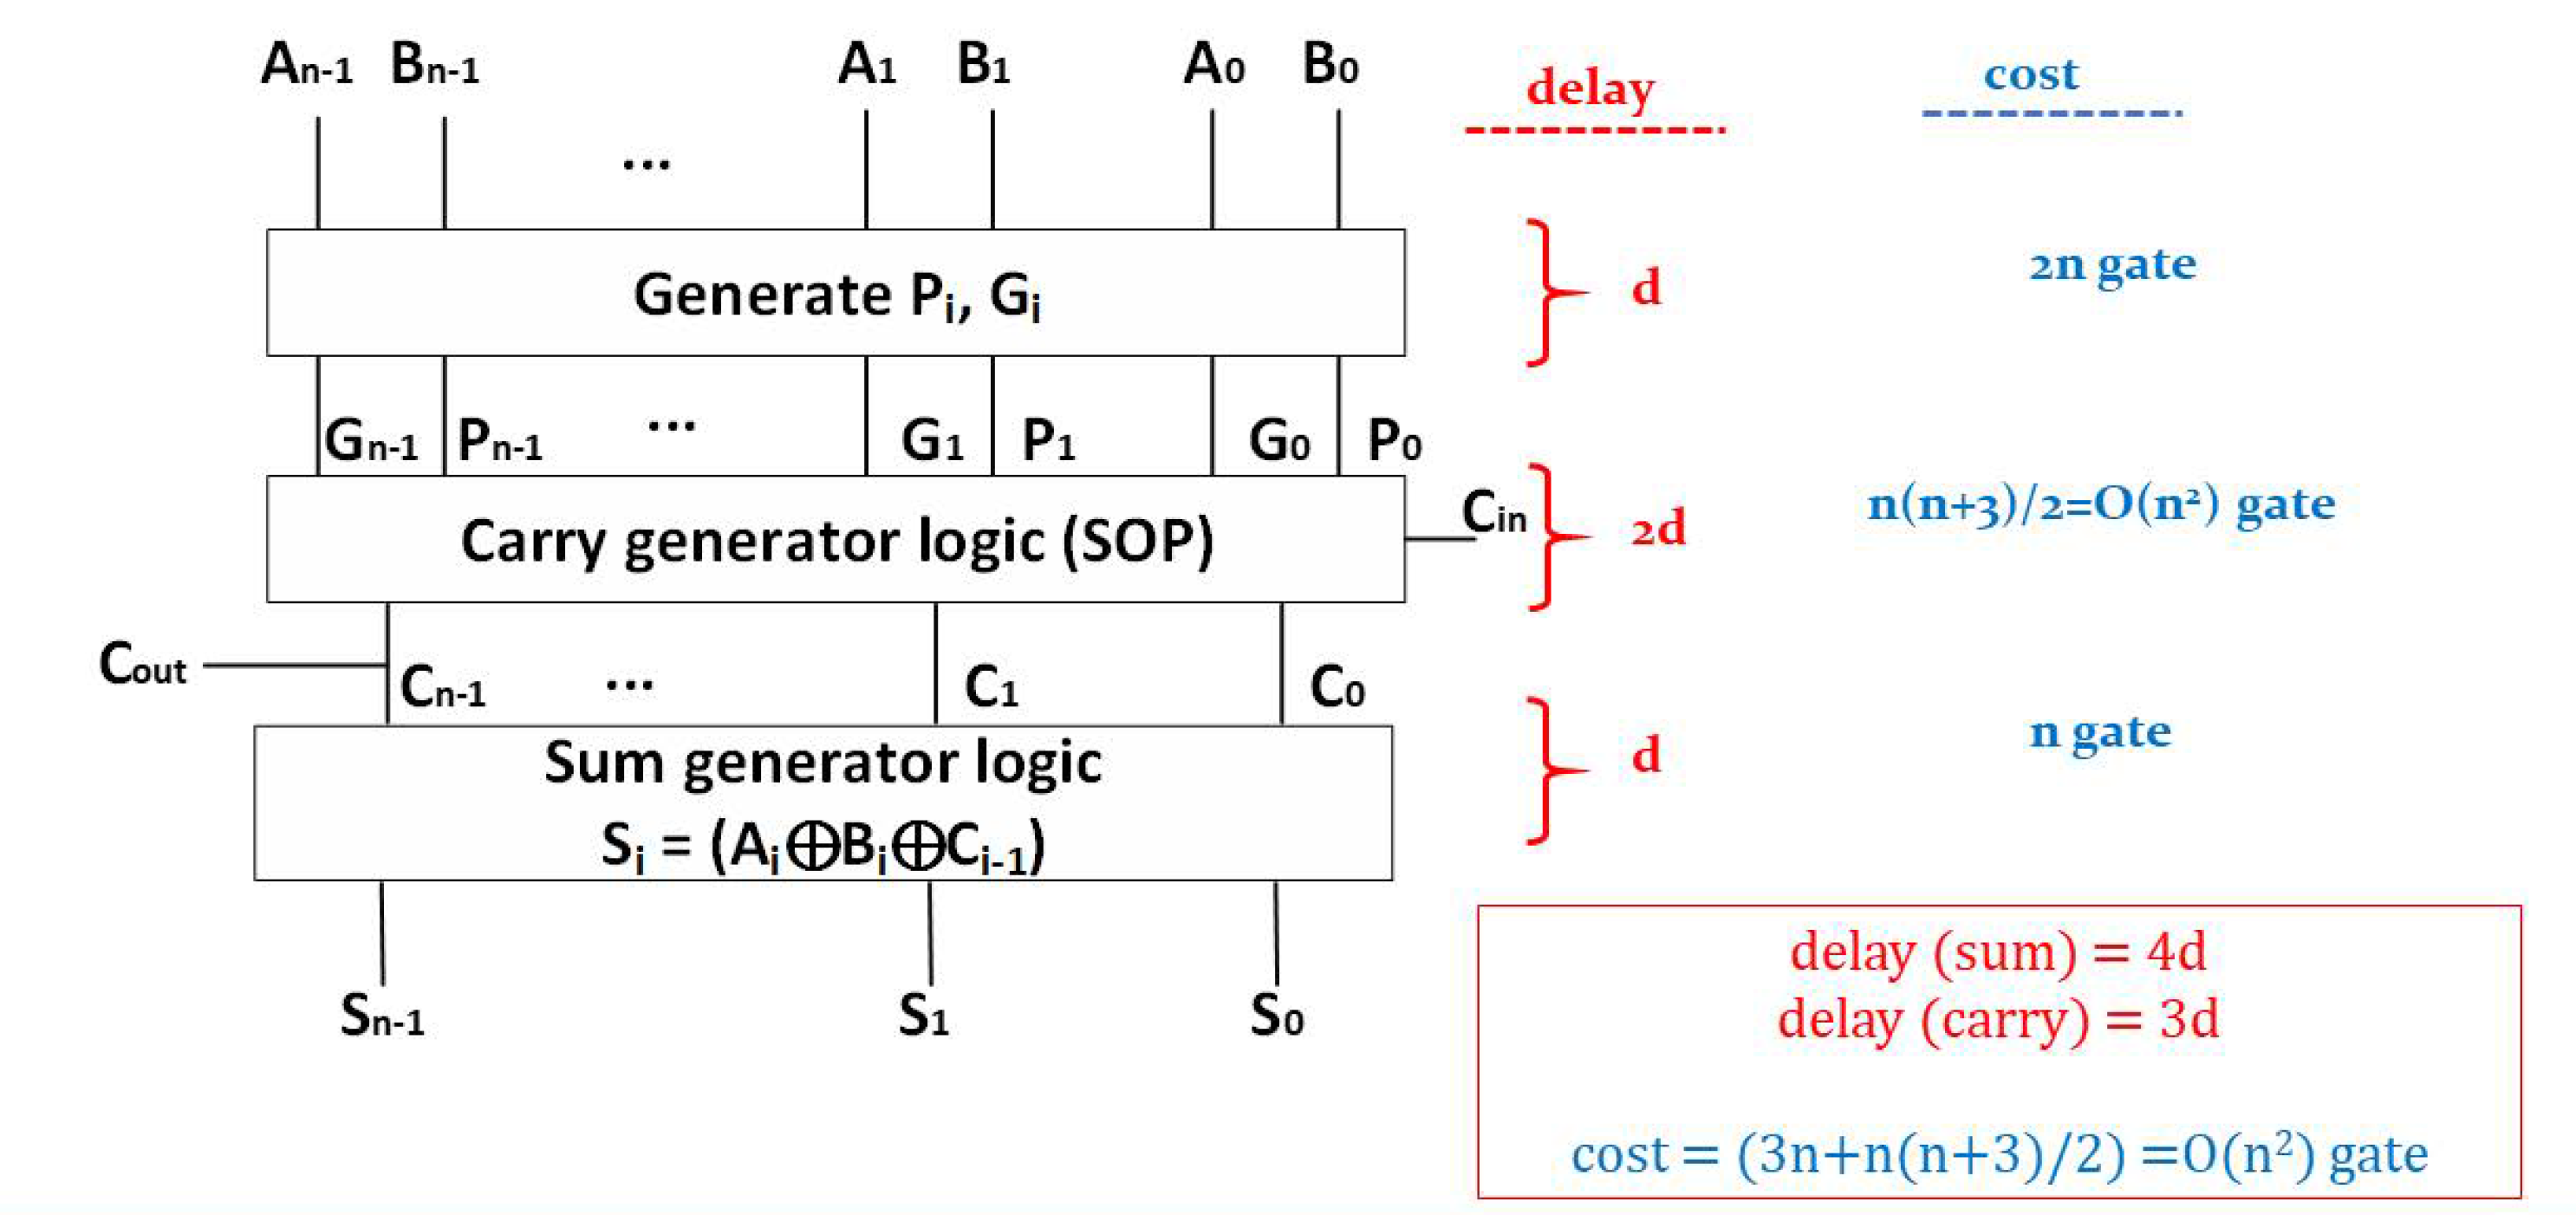 Aₙ₋₁ Bₙ₋₁ ... A₁ B₁ A₀ B₀
delay
cost
Generate Pᵢ, Gᵢ
d
2n gate
Gₙ₋₁ Pₙ₋₁ ... G₁ P₁ G₀ P₀
Carry generator logic (SOP)
Cᵢₙ
2d
n(n+3)/2=O(n²) gate
Cₒᵤₜ
Cₙ₋₁ ... C₁ C₀
Sum generator logic
Sᵢ = (Aᵢ⊕Bᵢ⊕Cᵢ₋₁)
d
n gate
Sₙ₋₁ S₁ S₀
delay (sum) = 4d
delay (carry) = 3d
cost = (3n+n(n+3)/2) =O(n²) gate